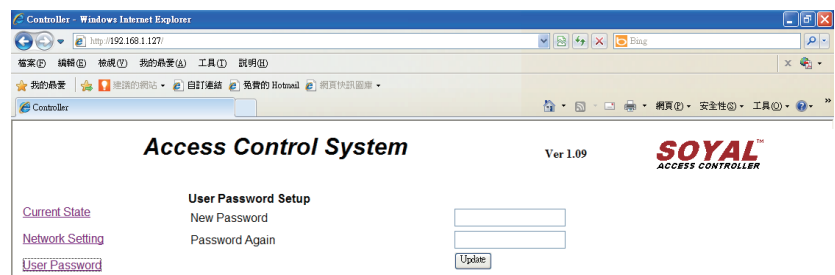 Controller - Windows Internet Explorer
http://192.168.1.127/
Bing
檔案(F) 編輯(E) 檢視(V) 我的最愛(A) 工具(T) 說明(H)
我的最愛 建議的網站 自訂連結 免費的 Hotmail 網頁快訊圖庫
Controller 網頁(P) 安全性(S) 工具(O)
Access Control System Ver 1.09 SOYAL™
ACCESS CONTROLLER
User Password Setup
Current State New Password
Network Setting Password Again
User Password Update